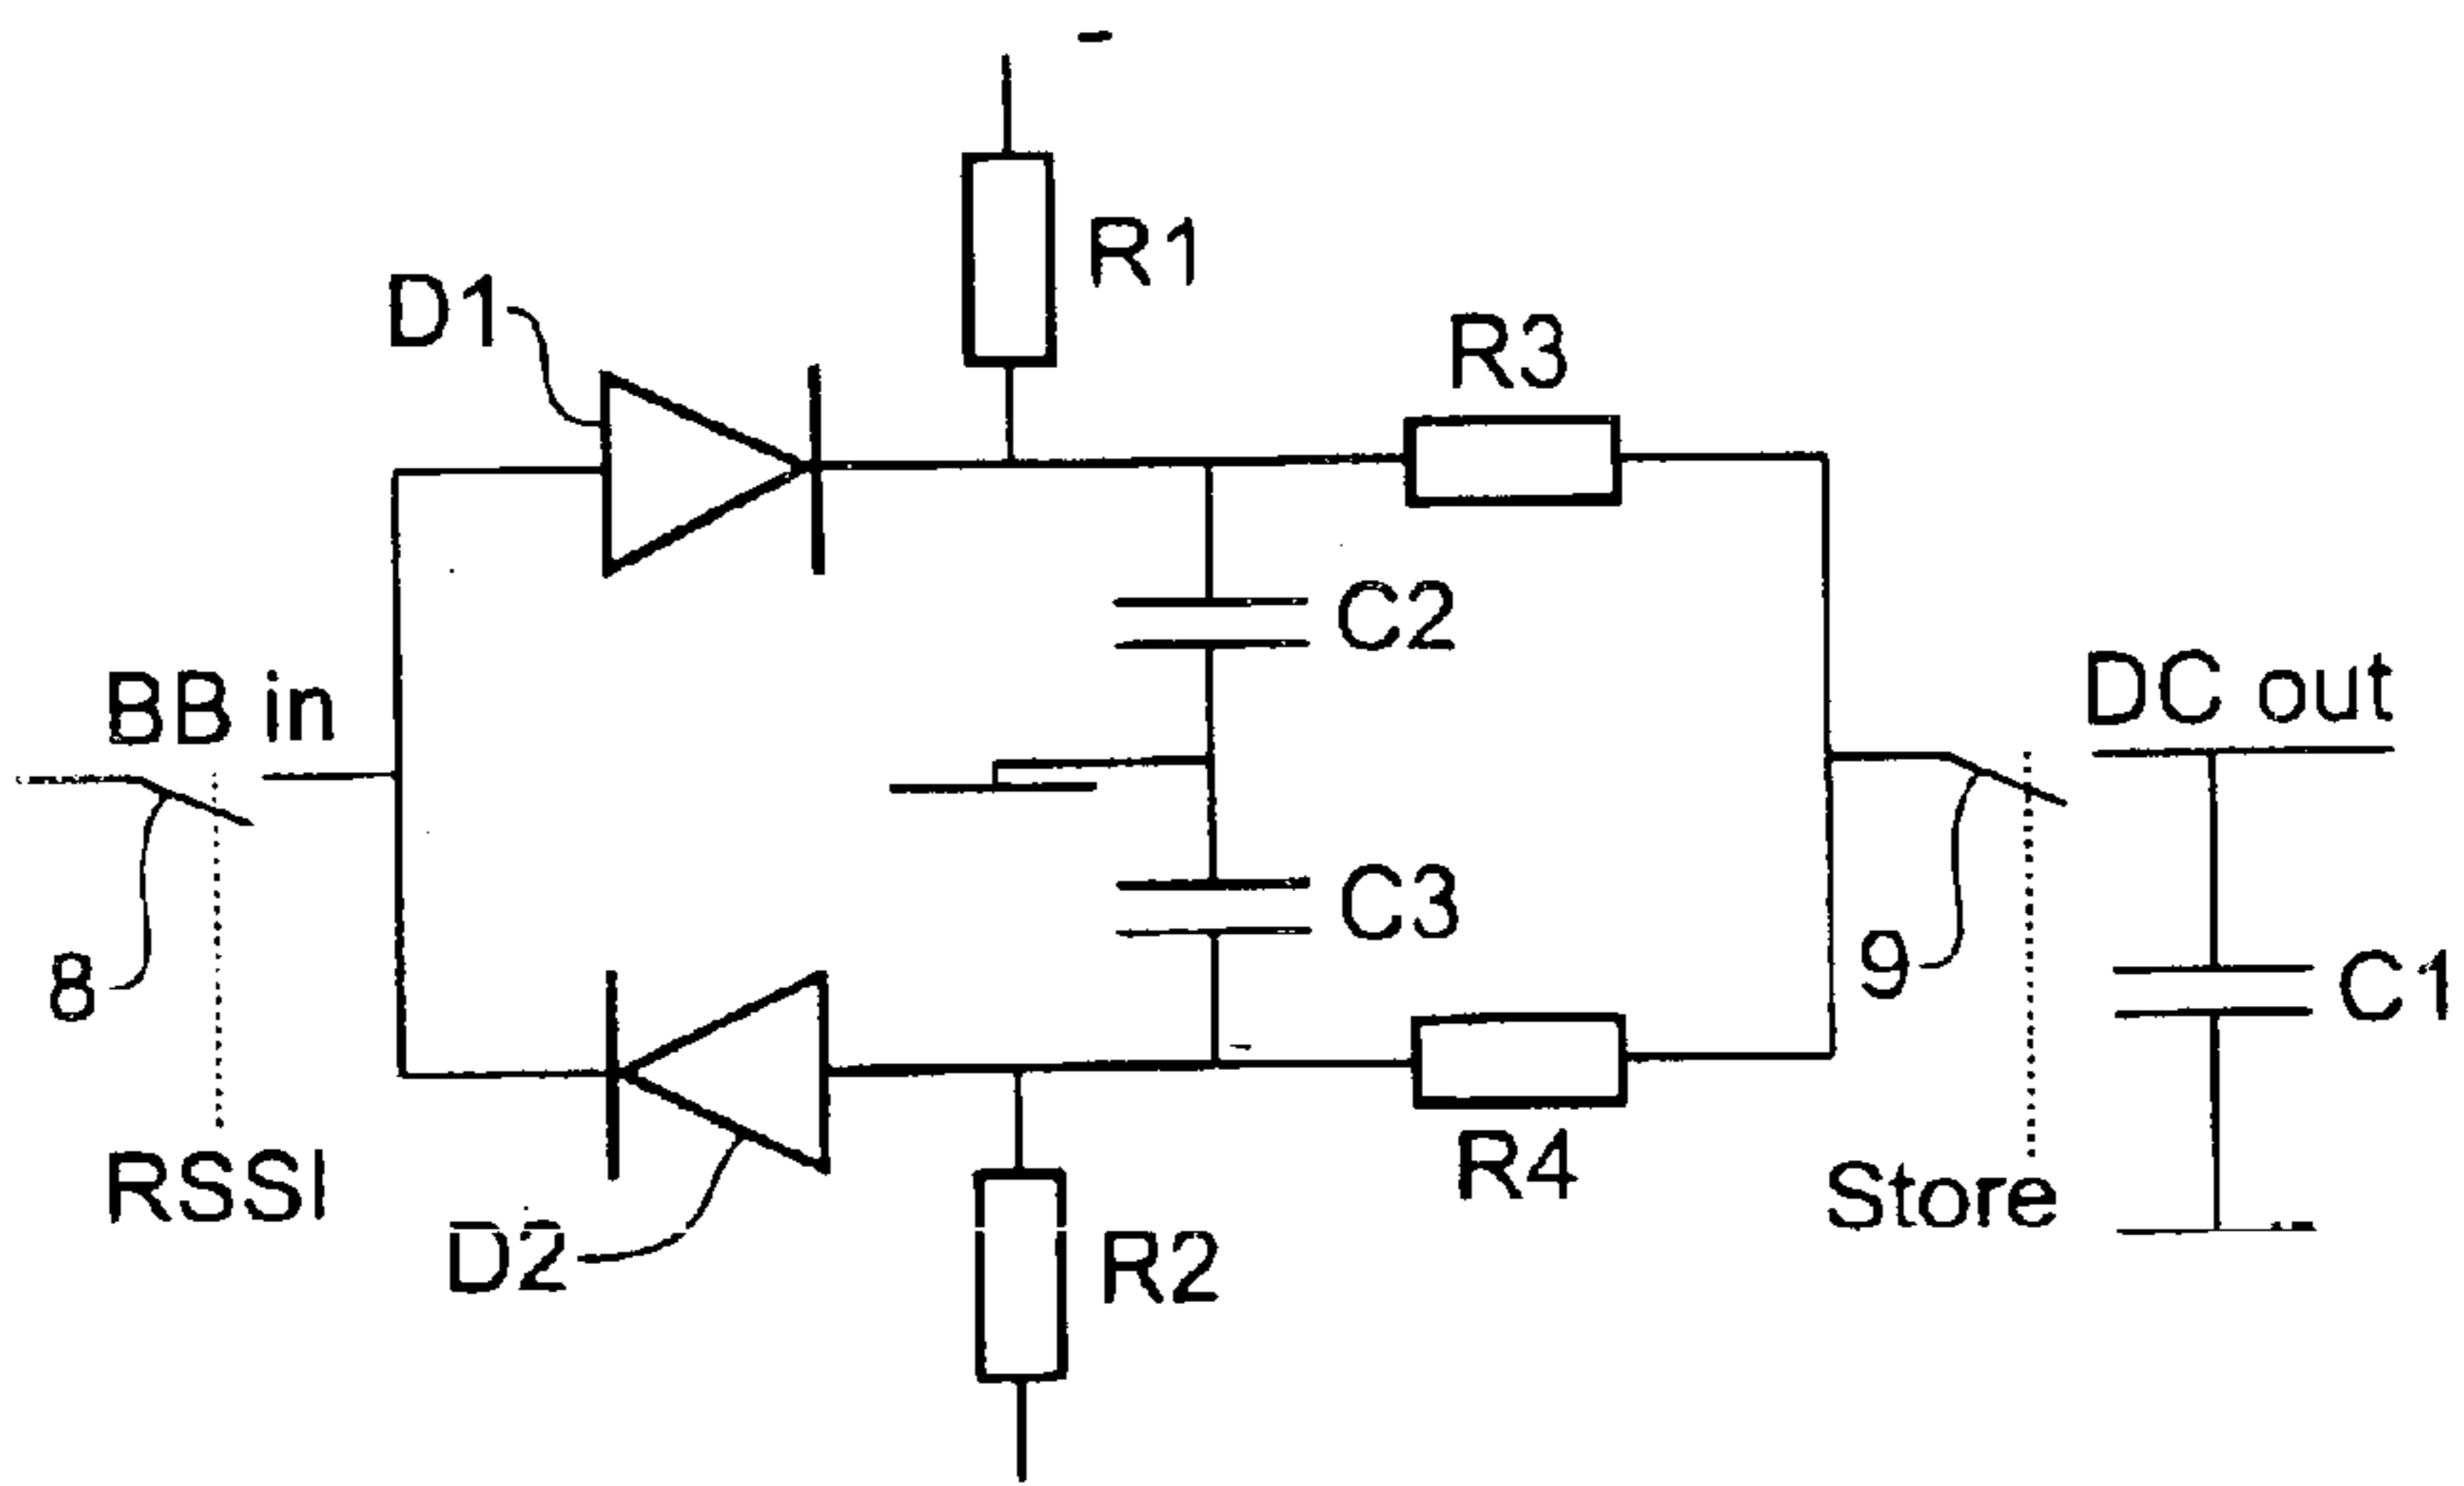 -
R1
D1
R3
C2
BB in
DC out
C3
8
9
C1
R4
RSSI
Store
D2
R2